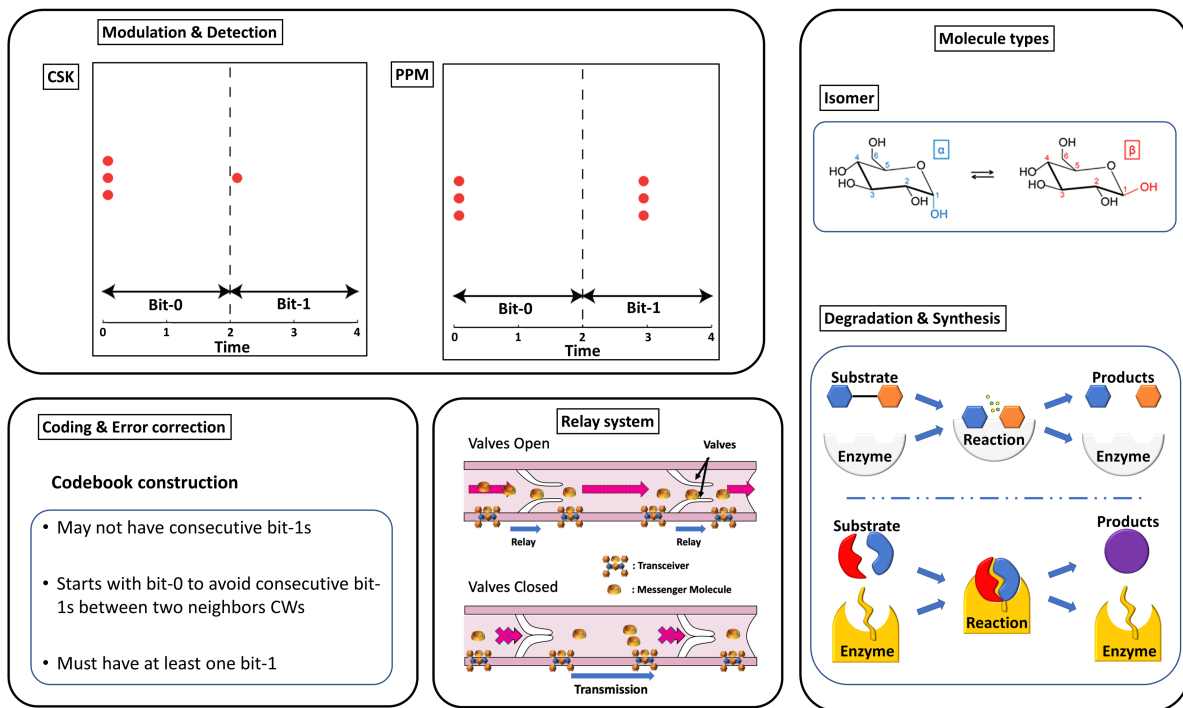 Modulation & Detection
CSK
Bit-0
Bit-1
0
1
2
3
4
Time
PPM
Bit-0
Bit-1
0
1
2
3
4
Time
Coding & Error correction
Codebook construction
• May not have consecutive bit-1s
• Starts with bit-0 to avoid consecutive bit-
1s between two neighbors CWs
• Must have at least one bit-1
Relay system
Valves Open
Valves
Relay
Relay
: Transceiver
: Messenger Molecule
Valves Closed
Transmission
Molecule types
Isomer
OH
4
6
5
O
α
HO
HO
3
2
1
OH
OH
⇌
OH
4
6
5
O
β
HO
HO
3
2
1
OH
OH
Degradation & Synthesis
Substrate
Products
Reaction
Enzyme
Enzyme
Substrate
Products
Reaction
Enzyme
Enzyme